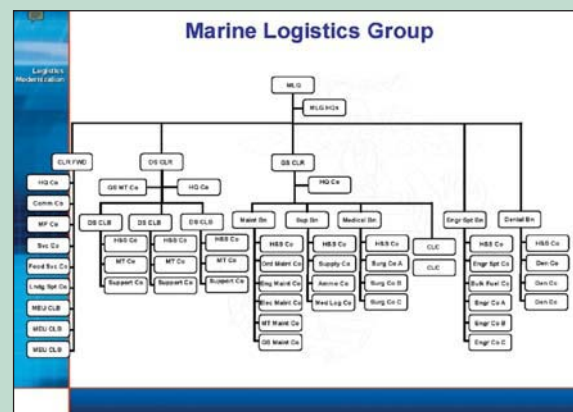 Marine Logistics Group
Logistics
Modernization
MLG
MLG HQs
CLR FWD
DS CLR
GS CLR
HQ Co
GS MT Co
HQ Co
HQ Co
Comm Co
MP Co
DS CLB
DS CLB
DS CLB
Maint Bn
Sup Bn
Medical Bn
Engr Spt Bn
Dental Bn
Svc Co
H&S Co
H&S Co
H&S Co
H&S Co
H&S Co
H&S Co
CLC
H&S Co
H&S Co
Food Svc Co
MT Co
MT Co
MT Co
Ord Maint Co
Supply Co
Surg Co A
CLC
Engr Spt Co
Den Co
Lndg Spt Co
Support Co
Support Co
Support Co
Eng Maint Co
Ammo Co
Surg Co B
Bulk Fuel Co
Den Co
MEU CLB
Elec Maint Co
Med Log Co
Surg Co C
Engr Co A
Den Co
MEU CLB
MT Maint Co
Engr Co B
MEU CLB
GS Maint Co
Engr Co C